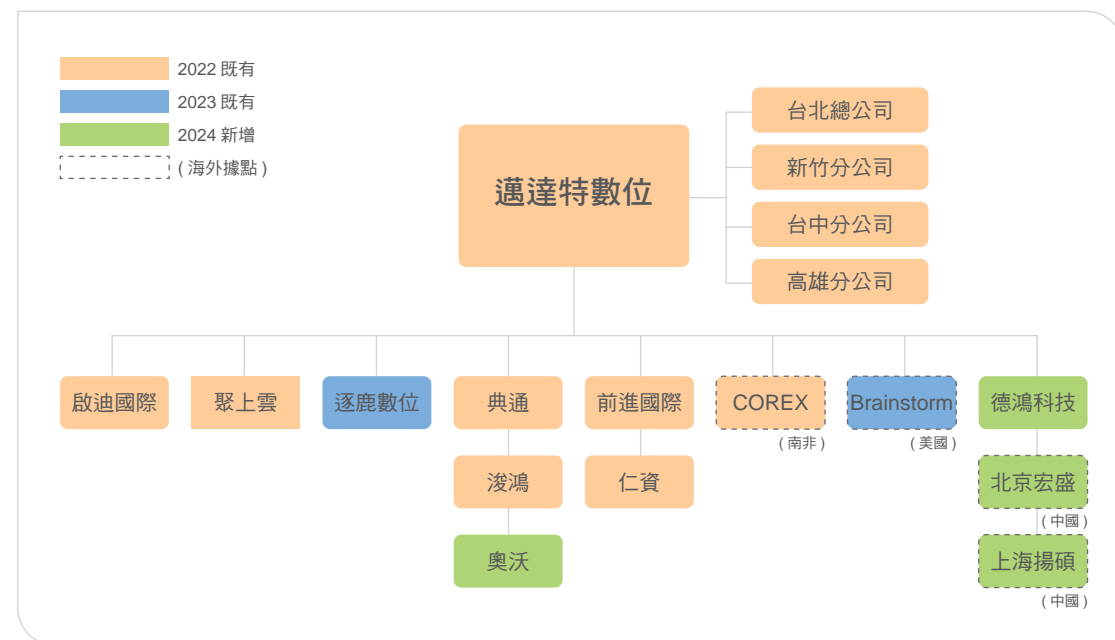 2022 既有
2023 既有
2024 新增
( 海外據點 )
邁達特數位
台北總公司
新竹分公司
台中分公司
高雄分公司
啟迪國際
聚上雲
逐鹿數位
典通
前進國際
COREX
( 南非 )
Brainstorm
( 美國 )
德鴻科技
浚鴻
仁資
北京宏盛
( 中國 )
奧沃
上海揚碩
( 中國 )